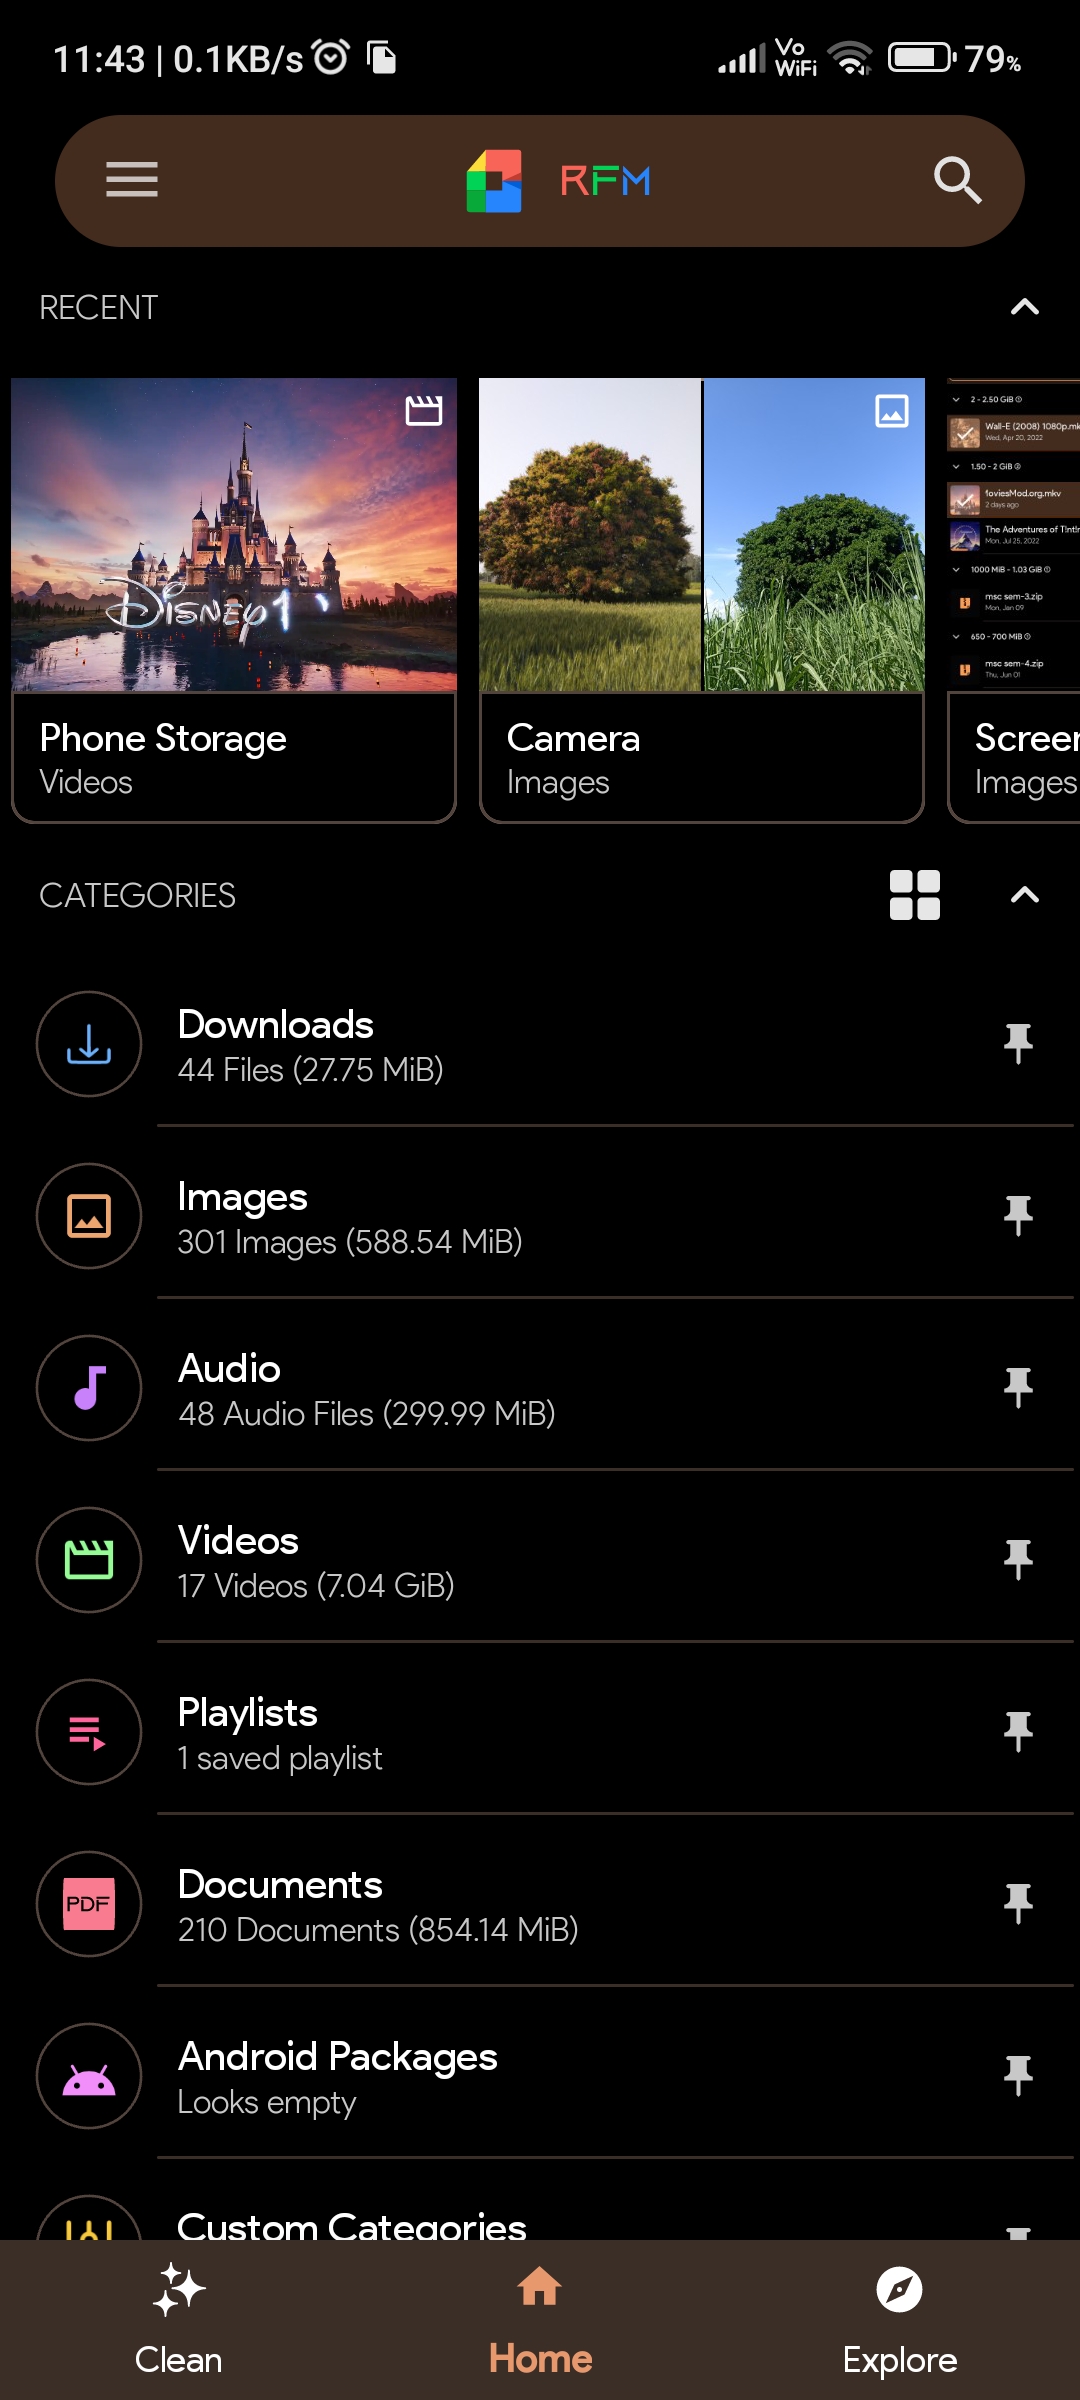 11:43 | 0.1KB/s
Vo
WiFi
79%
RFM
RECENT
Disney
2 - 2.50 GiB
Wall-E (2008) 1080p.mk
Wed, Apr 20, 2022
1.50 - 2 GiB
oviesMod.org.mkv
2 days ago
The Adventures of T!nt!n
Mon, Jul 25, 2022
1000 MiB - 1.03 GiB
msc sem-3.zip
Mon, Jan 09
650 - 700 MiB
msc sem-4.zip
Thu, Jun 01
Phone Storage
Videos
Camera
Images
Screen
Images
CATEGORIES
Downloads
44 Files (27.75 MiB)
Images
301 Images (588.54 MiB)
Audio
48 Audio Files (299.99 MiB)
Videos
17 Videos (7.04 GiB)
Playlists
1 saved playlist
PDF
Documents
210 Documents (854.14 MiB)
Android Packages
Looks empty
Custom Categories
Clean
Home
Explore